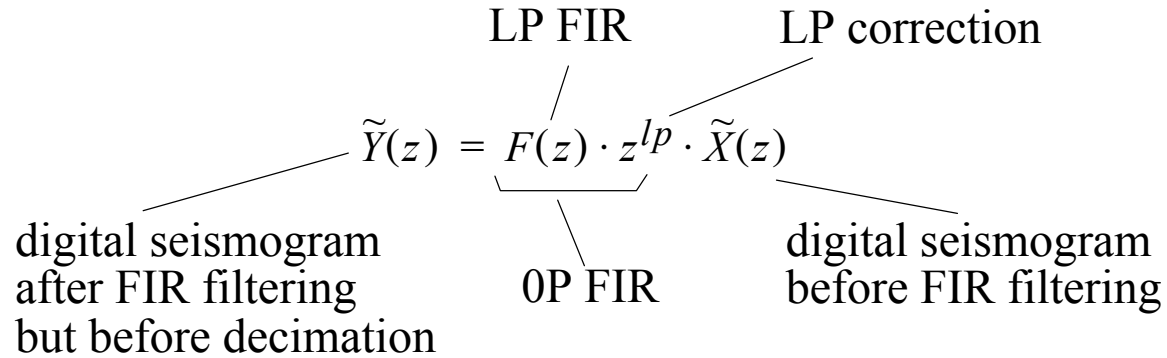 LP FIR
LP correction
Ỹ(z) = F(z) · z^{lp} · X̃(z)
digital seismogram
after FIR filtering
but before decimation
0P FIR
digital seismogram
before FIR filtering